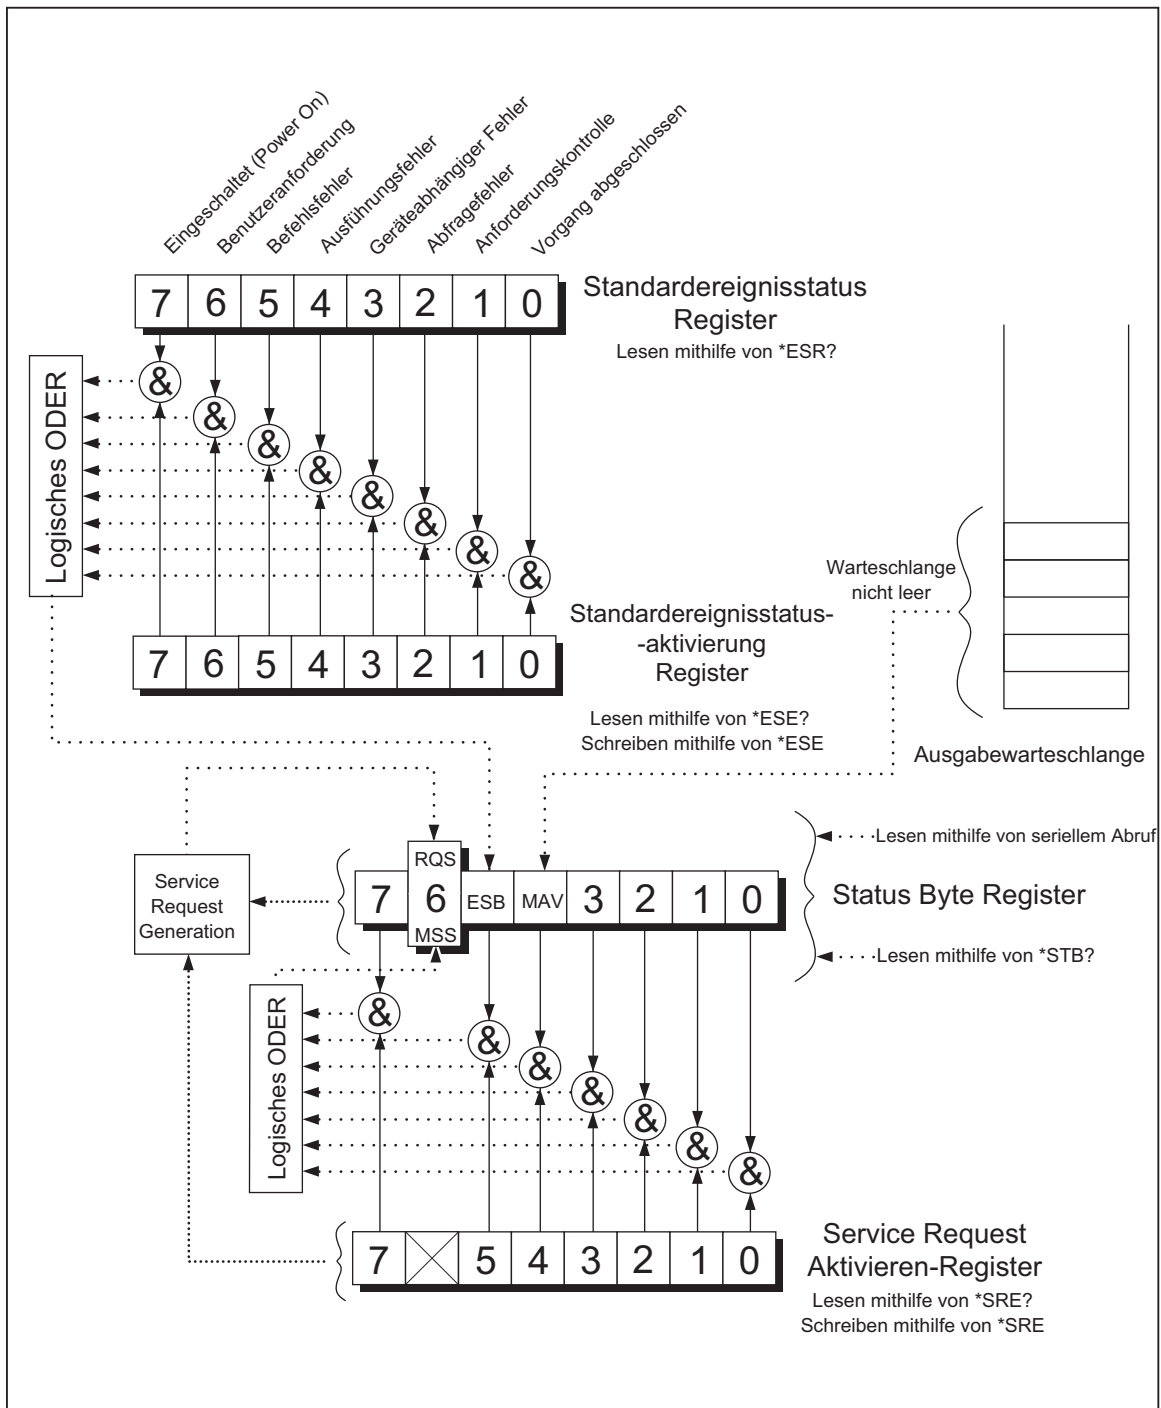 Eingeschaltet (Power On)
Benutzeranforderung
Befehlsfehler
Ausführungsfehler
Geräteabhängiger Fehler
Abfragefehler
Anforderungskontrolle
Vorgang abgeschlossen
7 6 5 4 3 2 1 0
Standardereignisstatus
Register
Lesen mithilfe von *ESR?
Logisches ODER
&
&
&
&
&
&
&
&
Warteschlange
nicht leer
Standardereignisstatus-
-aktivierung
Register
7 6 5 4 3 2 1 0
Lesen mithilfe von *ESE?
Schreiben mithilfe von *ESE
Ausgabewarteschlange
Service
Request
Generation
RQS
7 6 ESB MAV 3 2 1 0
MSS
Lesen mithilfe von seriellem Abruf
Status Byte Register
Lesen mithilfe von *STB?
Logisches ODER
&
&
&
&
&
&
&
7 5 4 3 2 1 0
Service Request
Aktivieren-Register
Lesen mithilfe von *SRE?
Schreiben mithilfe von *SRE